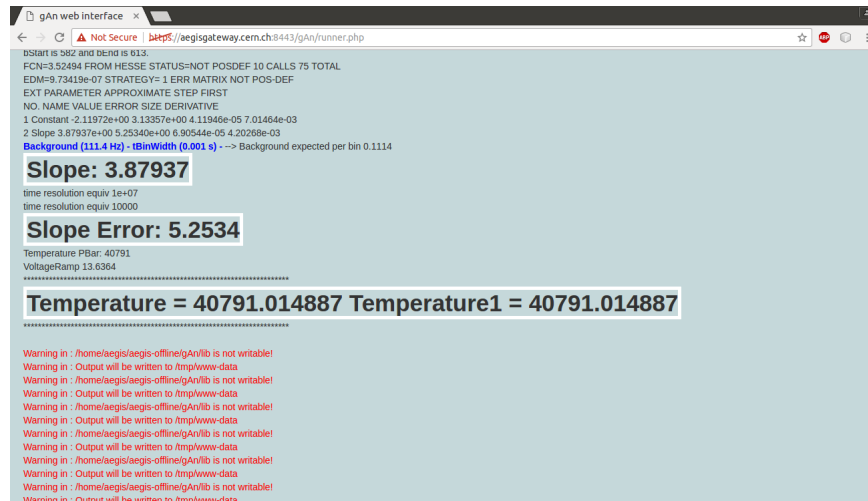 gAn web interface
Not Secure | https://aegisgateway.cern.ch:8443/gAn/runner.php
ABP
bStart is 582 and bEnd is 613.
FCN=3.52494 FROM HESSE STATUS=NOT POSDEF 10 CALLS 75 TOTAL
EDM=9.73419e-07 STRATEGY= 1 ERR MATRIX NOT POS-DEF
EXT PARAMETER APPROXIMATE STEP FIRST
NO. NAME VALUE ERROR SIZE DERIVATIVE
1 Constant -2.11972e+00 3.13357e+00 4.11946e-05 7.01464e-03
2 Slope 3.87937e+00 5.25340e+00 6.90544e-05 4.20268e-03
Background (111.4 Hz) - tBinWidth (0.001 s) - --> Background expected per bin 0.1114
Slope: 3.87937
time resolution equiv 1e+07
time resolution equiv 10000
Slope Error: 5.2534
Temperature PBar: 40791
VoltageRamp 13.6364
*************************************************************************
Temperature = 40791.014887 Temperature1 = 40791.014887
*************************************************************************
Warning in : /home/aegis/aegis-offline/gAn/lib is not writable!
Warning in : Output will be written to /tmp/www-data
Warning in : /home/aegis/aegis-offline/gAn/lib is not writable!
Warning in : Output will be written to /tmp/www-data
Warning in : /home/aegis/aegis-offline/gAn/lib is not writable!
Warning in : Output will be written to /tmp/www-data
Warning in : /home/aegis/aegis-offline/gAn/lib is not writable!
Warning in : Output will be written to /tmp/www-data
Warning in : /home/aegis/aegis-offline/gAn/lib is not writable!
Warning in : Output will be written to /tmp/www-data
Warning in : /home/aegis/aegis-offline/gAn/lib is not writable!
Warning in : Output will be written to /tmp/www-data